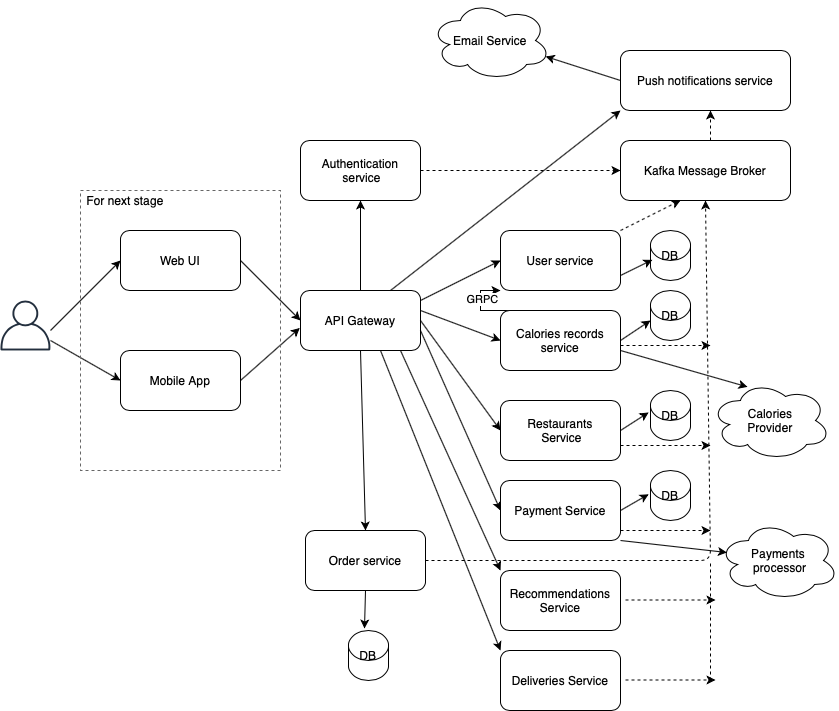 Email Service
Push notifications service
Authentication
service
Kafka Message Broker
For next stage
Web UI
User service
DB
GRPC
API Gateway
DB
Calories records
service
Mobile App
Calories
Provider
Restaurants
Service
DB
Payment Service
DB
Order service
Payments
processor
Recommendations
Service
DB
Deliveries Service